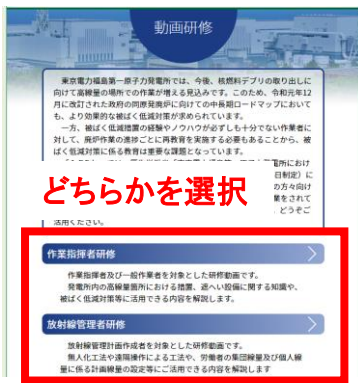 動画研修
東京電力福島第一原子力発電所では、今後、核燃料デブリの取り出しに
向けて高線量の場所での作業が増える見込みです。このため、令和元年12
月に改訂された政府の同原発廃炉に向けての中長期ロードマップにおいて
も、より効果的な被ばく低減対策が求められています。
一方、被ばく低減措置の経験やノウハウが必ずしも十分でない作業者に
対して、廃炉作業の進捗ごとに再教育を実施する必要もあることから、被
ばく低減対策に係る教育は重要な課題となっています。
所におけ
日制定）に
の方々向け
業をされて
どうぞご
活用ください。
どちらかを選択
作業指揮者研修
作業指揮者及び一般作業者を対象とした研修動画です。
発電所内の高線量箇所における措置、遮へい設備に関する知識や、
被ばく低減対策等に活用できる内容を解説します。
放射線管理者研修
放射線管理計画作成者を対象とした研修動画です。
無人化工法や遠隔操作による工法や、労働者の集団線量及び個人線
量に係る計画線量の設定等にご活用できる内容を解説します